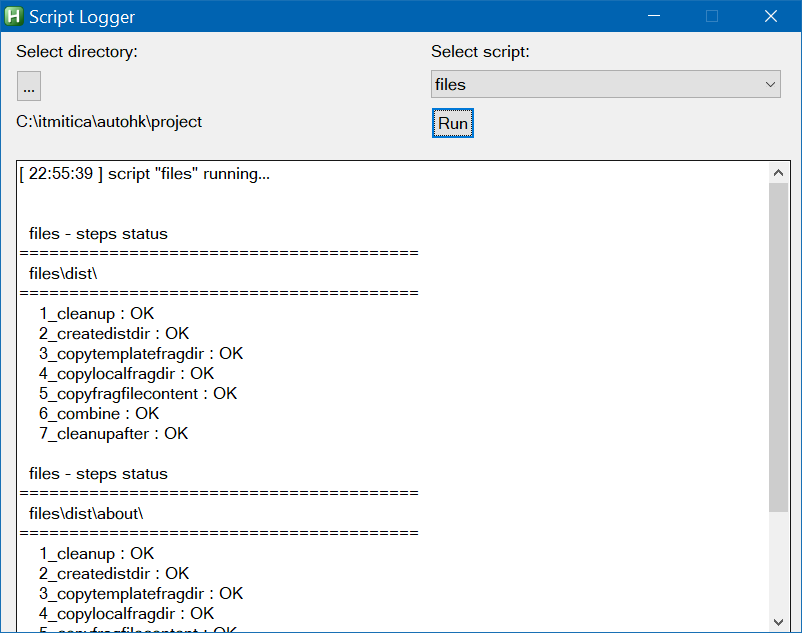 Script Logger
Select directory:
Select script:
...
files
C:\itmitica\autohk\project
Run
[ 22:55:39 ] script "files" running...
files - steps status
========================================
files\dist\
========================================
1_cleanup : OK
2_createdistdir : OK
3_copytemplatefragdir : OK
4_copylocalfragdir : OK
5_copyfragfilecontent : OK
6_combine : OK
7_cleanupafter : OK
files - steps status
========================================
files\dist\about\
========================================
1_cleanup : OK
2_createdistdir : OK
3_copytemplatefragdir : OK
4_copylocalfragdir : OK
5_copyfragfilecontent : OK